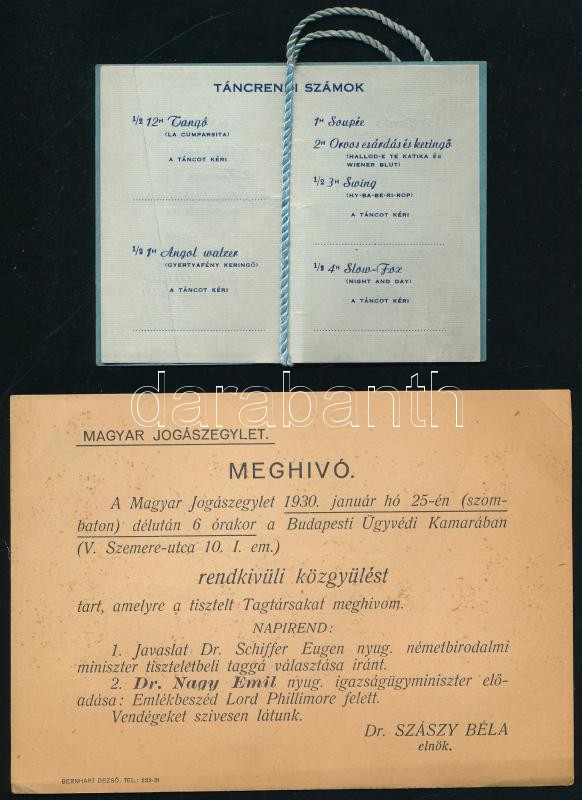 TÁNCRENDI SZÁMOK
1/2 12ᴴ Tangó
(LA CUMPARSITA)
A TÁNCOT KÉRI
1/2 1ᴴ Angol walzer
(GYERTYAFÉNY KERINGŐ)
A TÁNCOT KÉRI
1ᴴ Soupée
2ᴴ Orvos csárdás és keringő
(HALLOD-E TE KATIKA ÉS
WIENER BLUT)
1/2 3ᴴ Swing
(HY-BA-BE-RI-ROP)
A TÁNCOT KÉRI
1/2 4ᴴ Slow-Fox
(NIGHT AND DAY)
A TÁNCOT KÉRI
darabanth
MAGYAR JOGÁSZEGYLET.
MEGHIVÓ.
A Magyar Jogászegylet 1930. január hó 25-én (szom-
baton) délután 6 órakor a Budapesti Ügyvédi Kamarában
(V. Szemere-utca 10. I. em.)
rendkivüli közgyülést
tart, amelyre a tisztelt Tagtársakat meghivom.
NAPIREND:
1. Javaslat Dr. Schiffer Eugen nyug. németbirodalmi
miniszter tiszteletbeli taggá választása iránt.
2. Dr. Nagy Emil nyug. igazságügyminiszter elő-
adása: Emlékbeszéd Lord Phillimore felett.
Vendégeket szivesen látunk.
Dr. SZÁSZY BÉLA
elnök.
BERNHART DEZSŐ, TEL.: 222-31